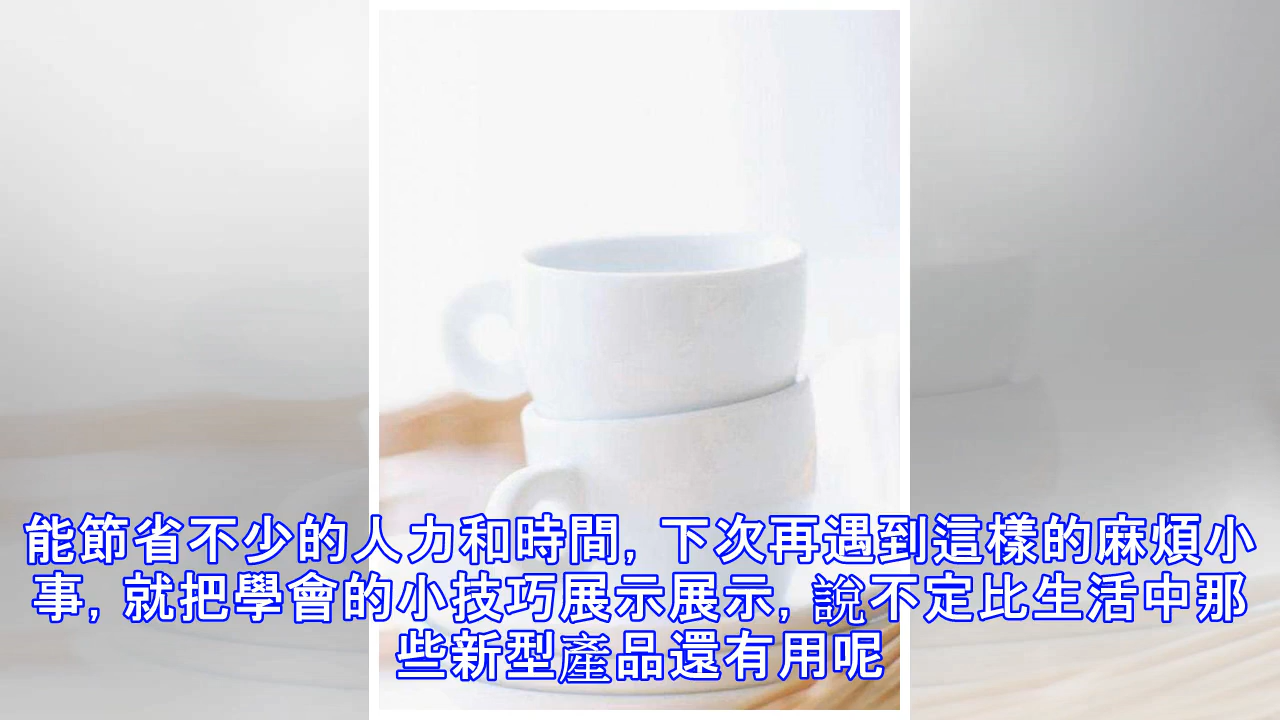 能節省不少的人力和時間, 下次再遇到這樣的麻煩小
事, 就把學會的小技巧展示展示, 說不定比生活中那
些新型產品還有用呢